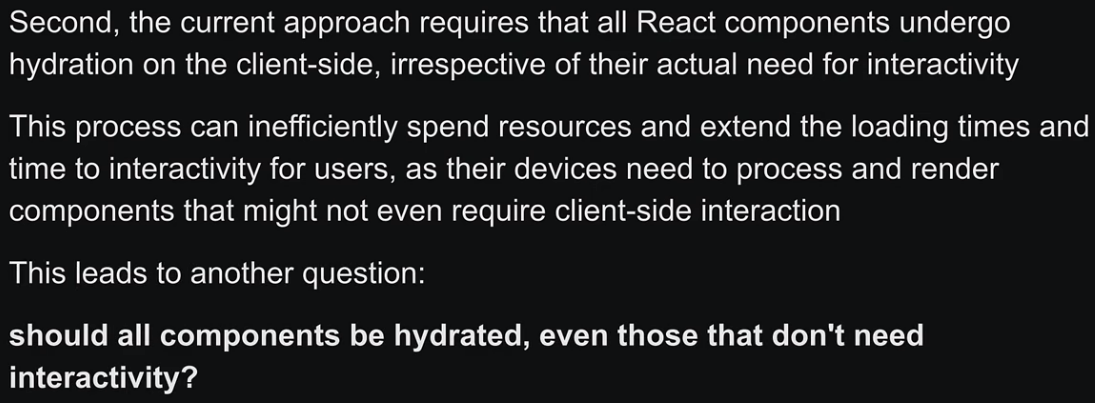 Second, the current approach requires that all React components undergo
hydration on the client-side, irrespective of their actual need for interactivity
This process can inefficiently spend resources and extend the loading times and
time to interactivity for users, as their devices need to process and render
components that might not even require client-side interaction
This leads to another question:
should all components be hydrated, even those that don't need
interactivity?